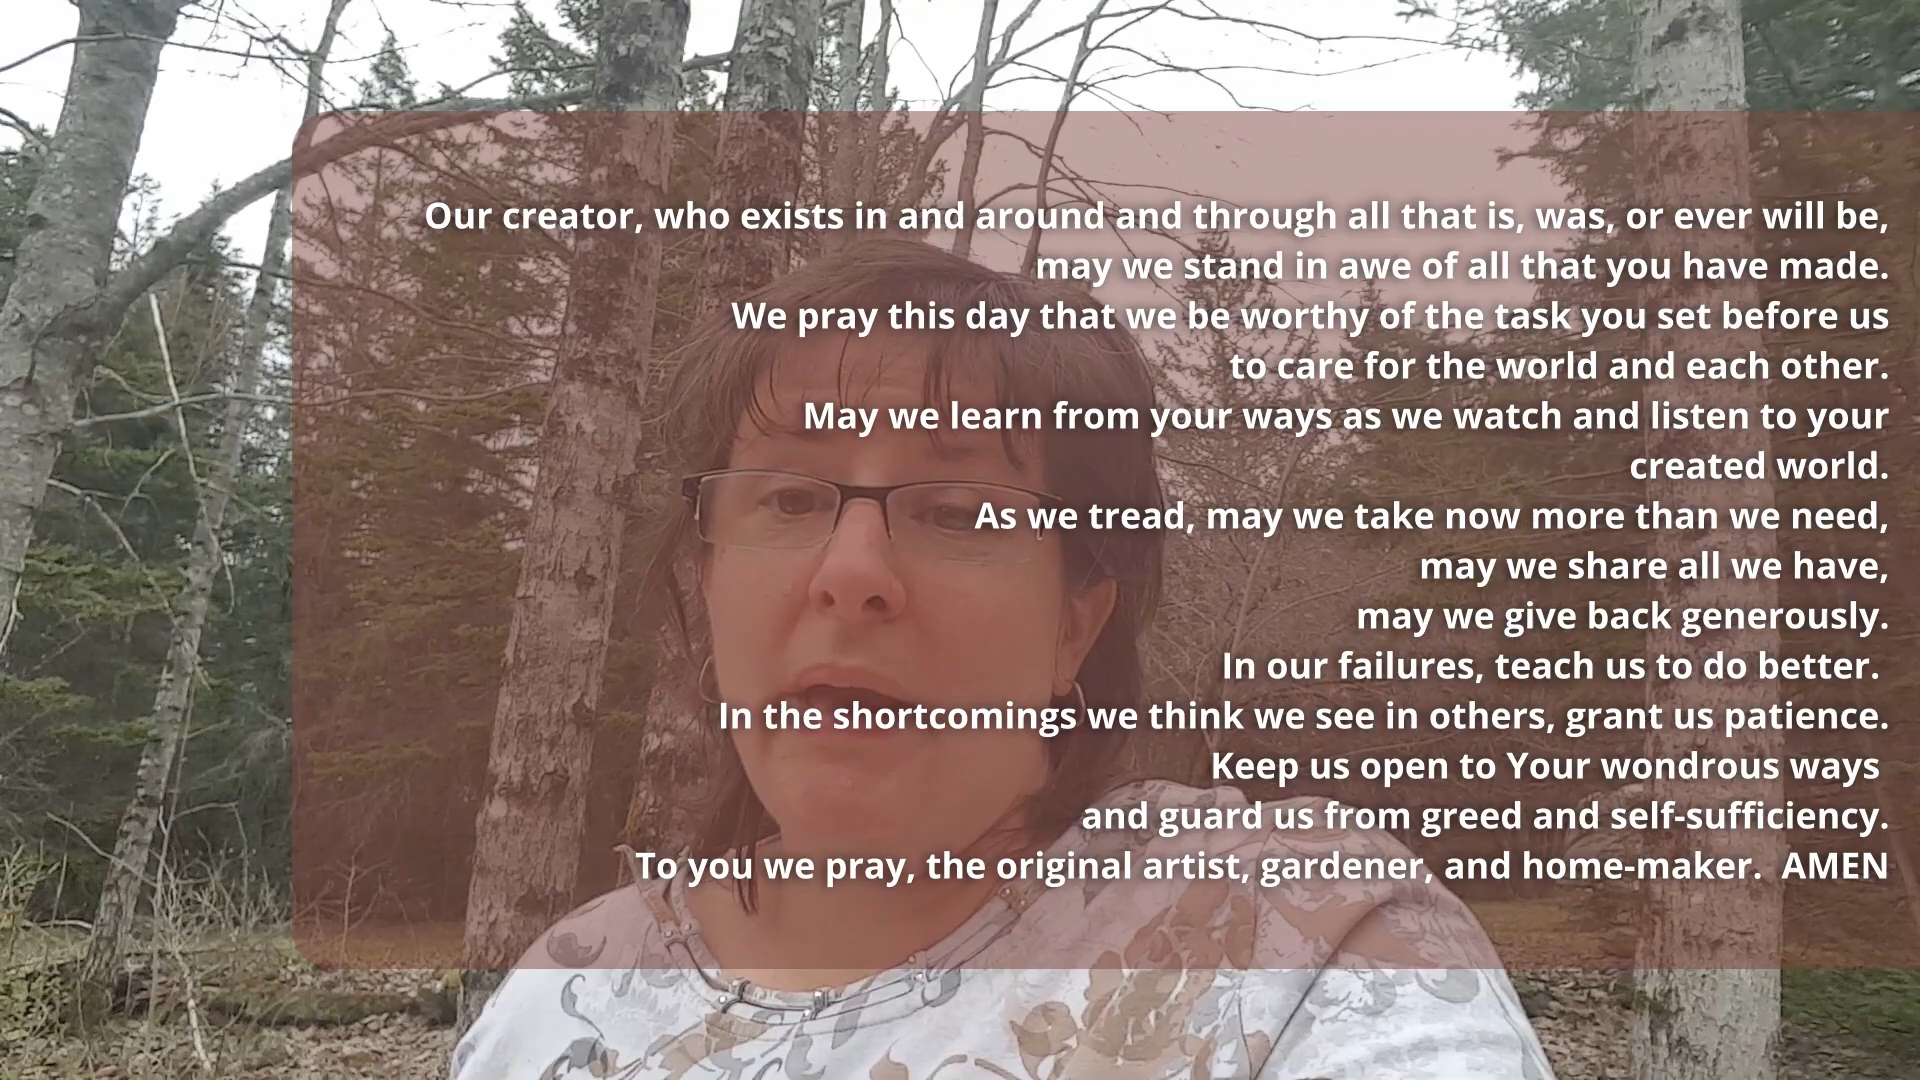 Our creator, who exists in and around and through all that is, was, or ever will be,
may we stand in awe of all that you have made.
We pray this day that we be worthy of the task you set before us
to care for the world and each other.
May we learn from your ways as we watch and listen to your
created world.
As we tread, may we take now more than we need,
may we share all we have,
may we give back generously.
In our failures, teach us to do better.
In the shortcomings we think we see in others, grant us patience.
Keep us open to Your wondrous ways
and guard us from greed and self-sufficiency.
To you we pray, the original artist, gardener, and home-maker. AMEN